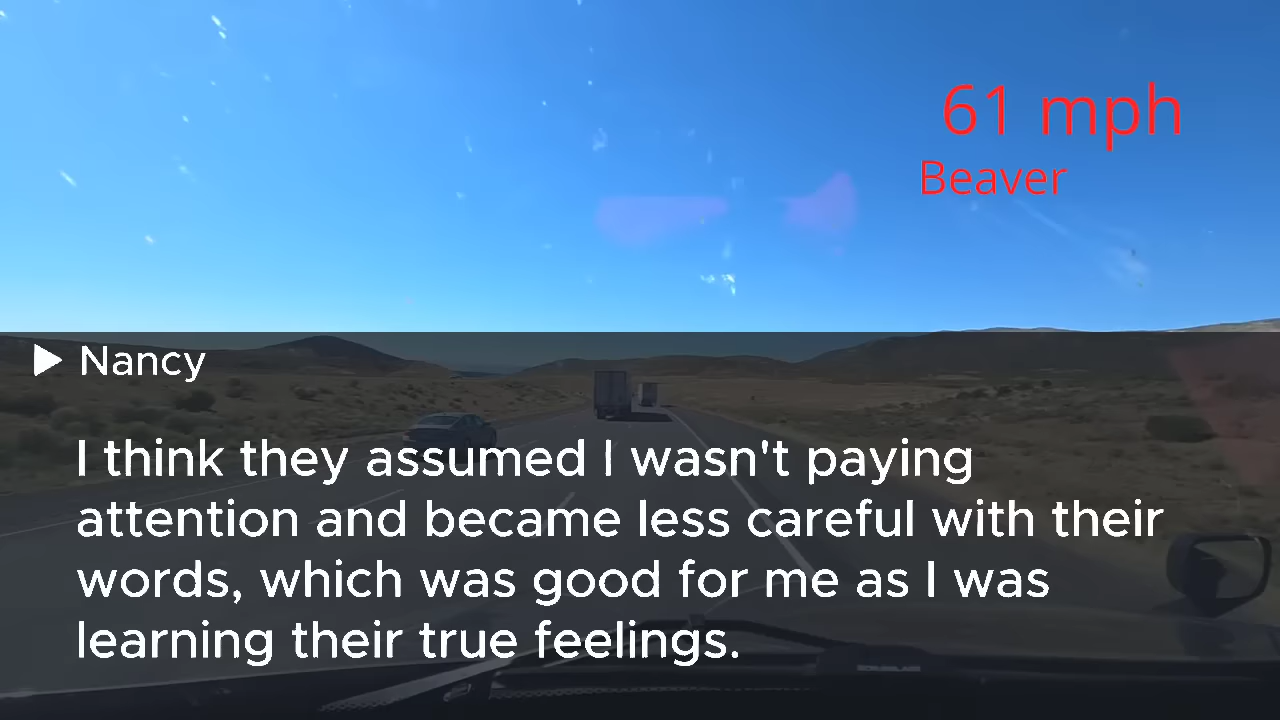 61 mph
Beaver
Nancy
I think they assumed I wasn't paying
attention and became less careful with their
words, which was good for me as I was
learning their true feelings.